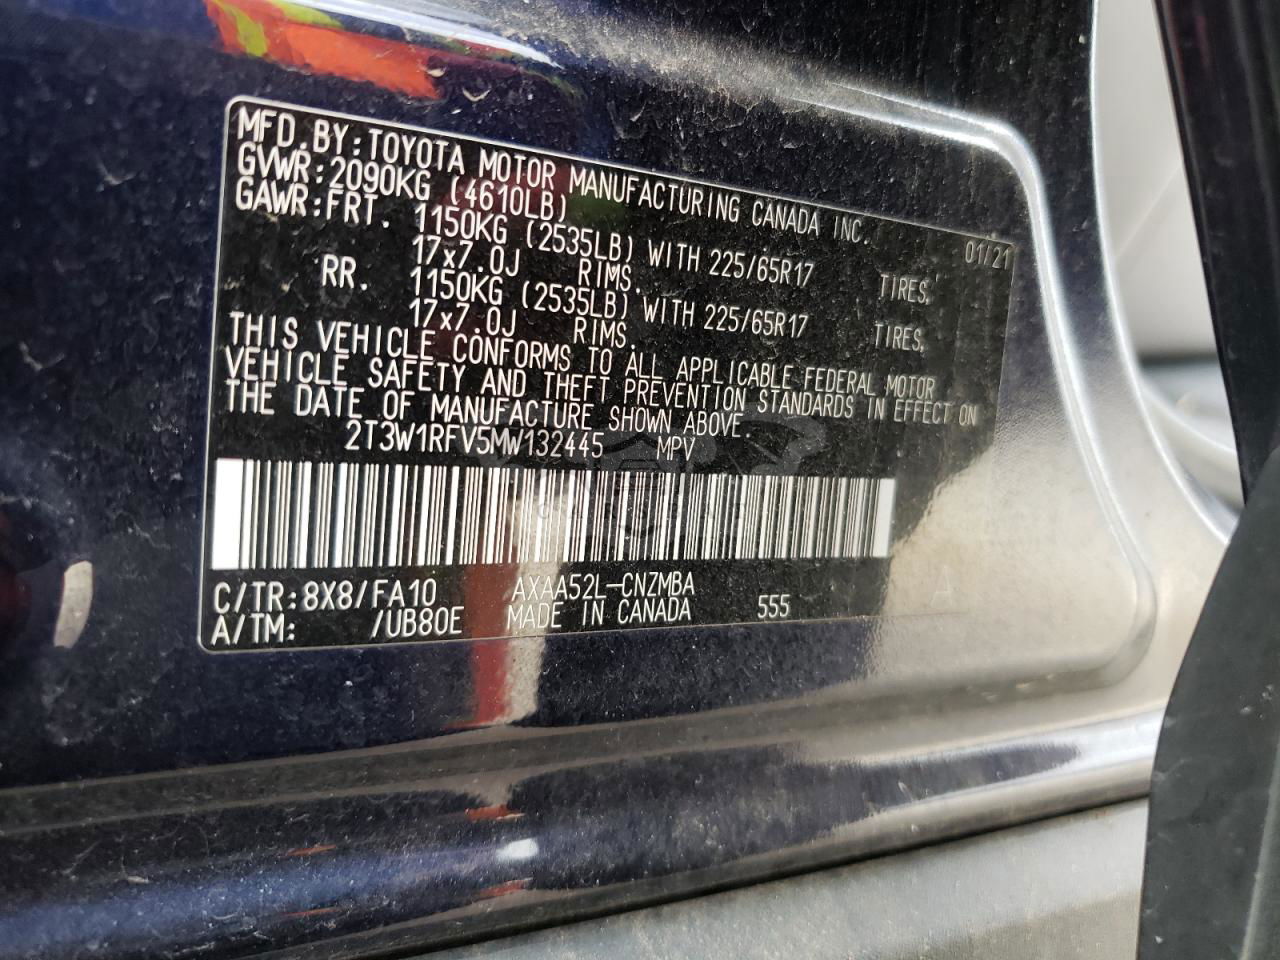 MFD.BY:TOYOTA MOTOR MANUFACTURING CANADA INC. 01/21
GVWR:2090KG (4610LB)
GAWR:FRT. 1150KG (2535LB) WITH 225/65R17 TIRES,
17x7.0J RIMS.
RR. 1150KG (2535LB) WITH 225/65R17 TIRES,
17x7.0J RIMS.
THIS VEHICLE CONFORMS TO ALL APPLICABLE FEDERAL MOTOR
VEHICLE SAFETY AND THEFT PREVENTION STANDARDS IN EFFECT ON
THE DATE OF MANUFACTURE SHOWN ABOVE.
2T3W1RFV5MW132445 MPV
C/TR:8X8/FA10 AXAA52L-CNZMBA
A/TM: /UB80E MADE IN CANADA 555
A